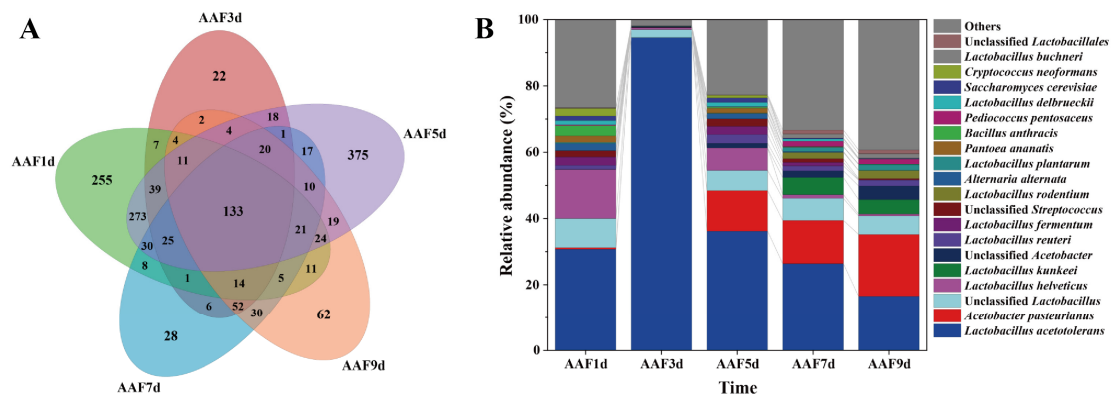 A
AAF3d
22
2
18
7
4
4
1
AAF5d
AAF1d
11
20
17
375
255
39
10
133
273
19
21
30
25
24
8
1
14
5
11
6
52
30
62
28
AAF7d
AAF9d
B
Relative abundance (%)
100
80
60
40
20
0
AAF1d
AAF3d
AAF5d
AAF7d
AAF9d
Time
Others
Unclassified Lactobacillales
Lactobacillus buchneri
Cryptococcus neoformans
Saccharomyces cerevisiae
Lactobacillus delbrueckii
Pediococcus pentosaceus
Bacillus anthracis
Pantoea ananatis
Lactobacillus plantarum
Alternaria alternata
Lactobacillus rodentium
Unclassified Streptococcus
Lactobacillus fermentum
Lactobacillus reuteri
Unclassified Acetobacter
Lactobacillus kunkeei
Lactobacillus helveticus
Unclassified Lactobacillus
Acetobacter pasteurianus
Lactobacillus acetotolerans